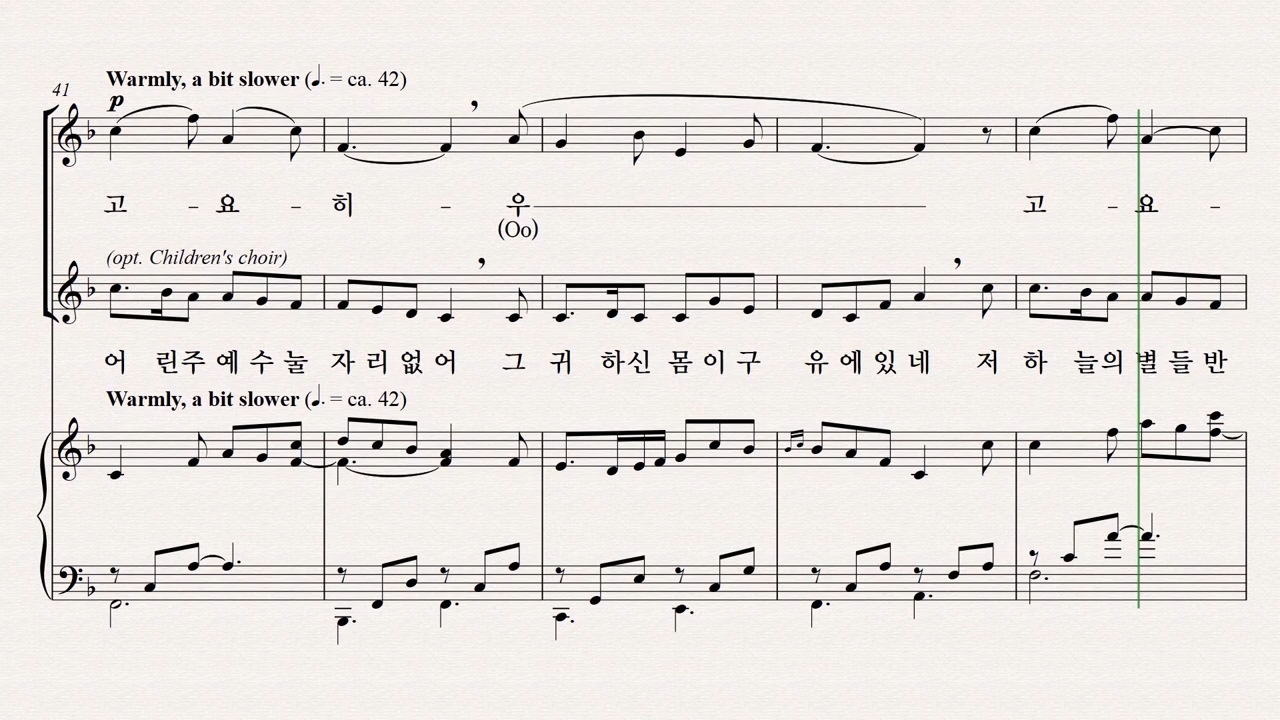 Warmly, a bit slower (♩. = ca. 42)
41
p
고 - 요 - 히 - 우 고 - 요 -
(Oo)
(opt. Children's choir)
어 린주 예 수 눌 자 리 없 어 그 귀 하신 몸 이 구 유 에 있 네 저 하 늘의 별 들 반
Warmly, a bit slower (♩. = ca. 42)